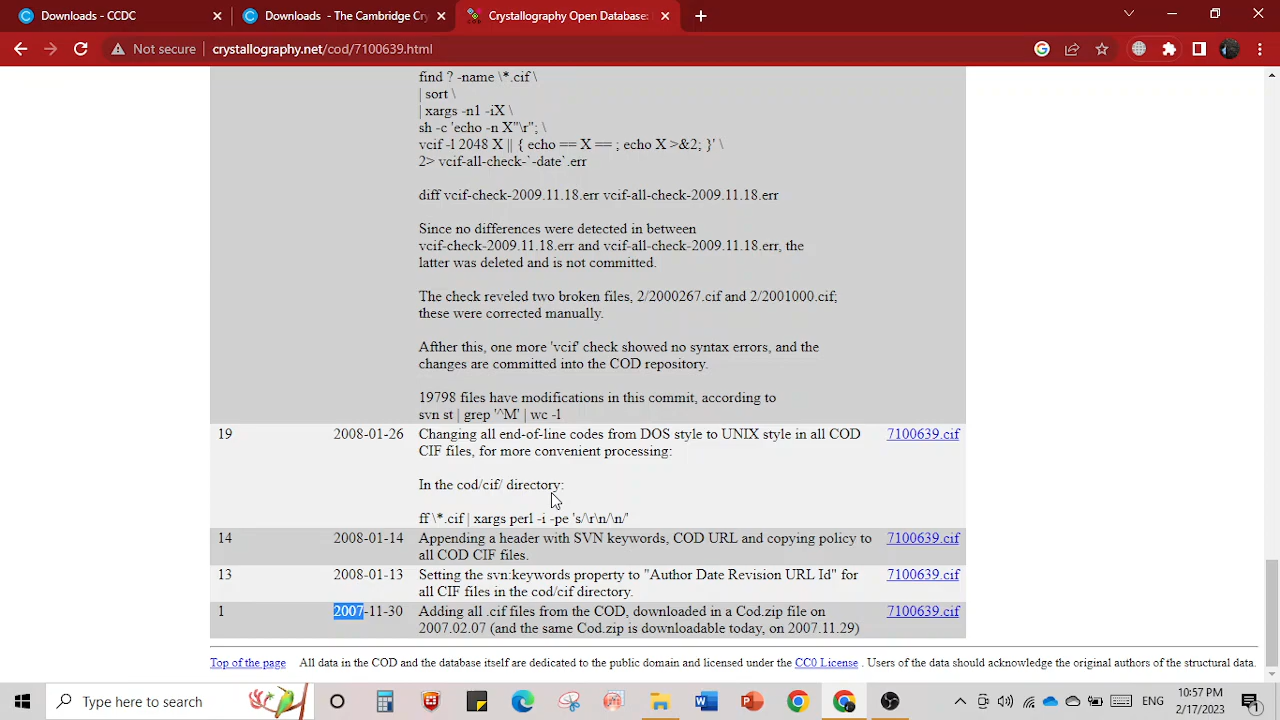 Downloads - CCDC
Downloads - The Cambridge Cry
Crystallography Open Database:
Not secure
crystallography.net/cod/7100639.html
find ? -name \*.cif \
| sort \
| xargs -n1 -iX \
sh -c 'echo -n X"\r"; \
vcif -l 2048 X || { echo == X == ; echo X >&2; }' \
2> vcif-all-check-`-date`.err
diff vcif-check-2009.11.18.err vcif-all-check-2009.11.18.err
Since no differences were detected in between
vcif-check-2009.11.18.err and vcif-all-check-2009.11.18.err, the
latter was deleted and is not committed.
The check reveled two broken files, 2/2000267.cif and 2/2001000.cif;
these were corrected manually.
Afther this, one more 'vcif' check showed no syntax errors, and the
changes are committed into the COD repository.
19798 files have modifications in this commit, according to
svn st | grep '^M' | wc -l
19 2008-01-26 Changing all end-of-line codes from DOS style to UNIX style in all COD 7100639.cif
CIF files, for more convenient processing:
In the cod/cif/ directory:
ff \*.cif | xargs perl -i -pe 's/\r\n/\n/'
14 2008-01-14 Appending a header with SVN keywords, COD URL and copying policy to 7100639.cif
all COD CIF files.
13 2008-01-13 Setting the svn:keywords property to "Author Date Revision URL Id" for 7100639.cif
all CIF files in the cod/cif directory.
1 2007-11-30 Adding all .cif files from the COD, downloaded in a Cod.zip file on 7100639.cif
2007.02.07 (and the same Cod.zip is downloadable today, on 2007.11.29)
Top of the page All data in the COD and the database itself are dedicated to the public domain and licensed under the CC0 License . Users of the data should acknowledge the original authors of the structural data.
Type here to search
ENG
10:57 PM
2/17/2023
1